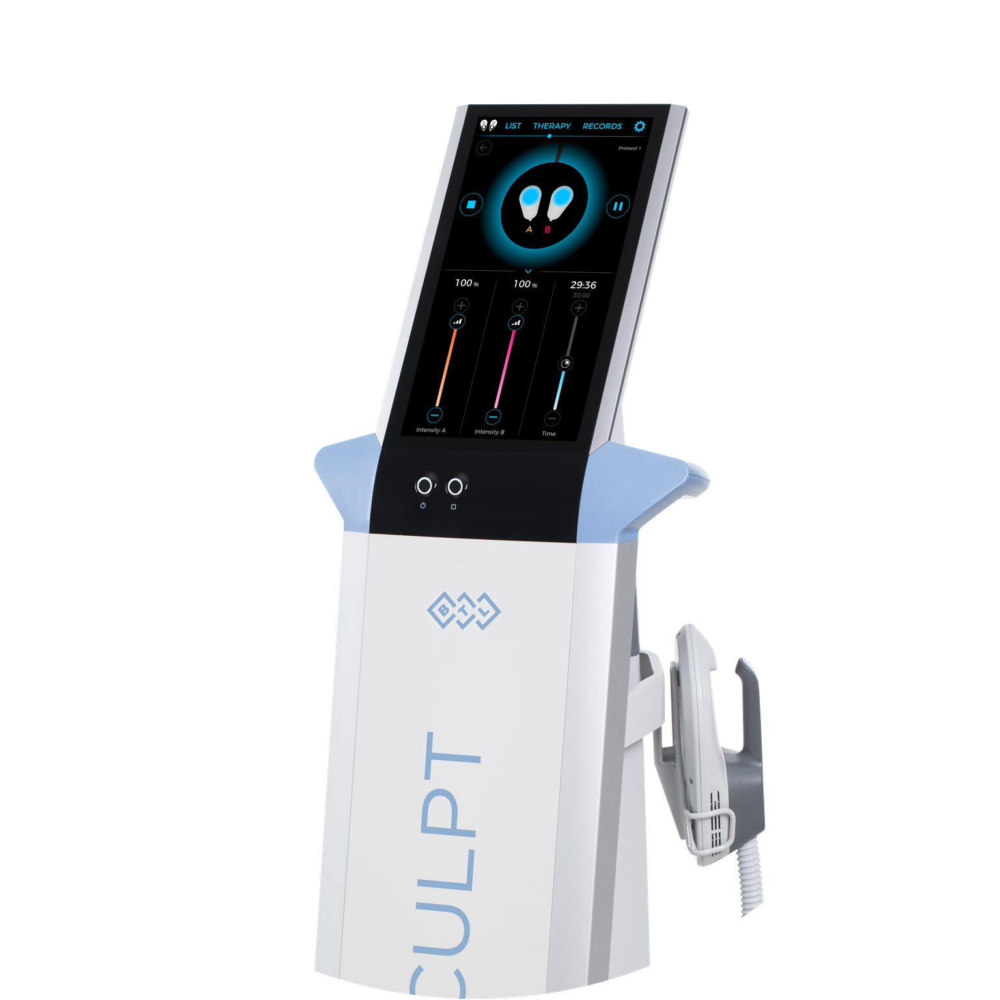 LIST THERAPY RECORDS
Protocol 1
A B
100 % 100 % 29:36
30:00
Intensity A Intensity B Time
BTL
CULPT